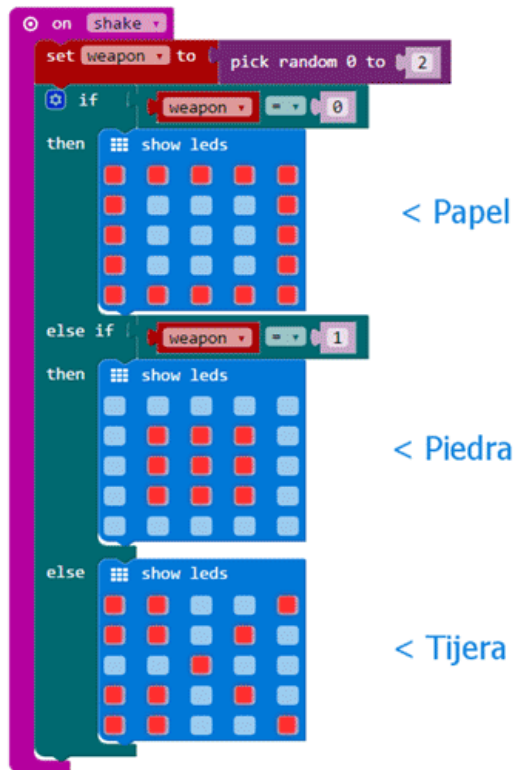 on shake
set weapon to pick random 0 to 2
if weapon = 0
then show leds
< Papel
else if weapon = 1
then show leds
< Piedra
else show leds
< Tijera